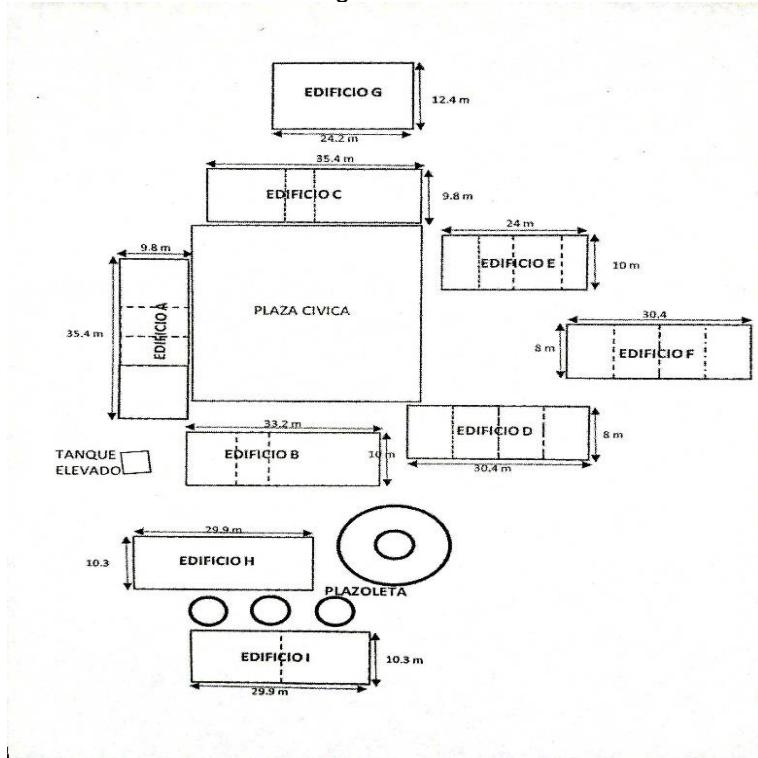 EDIFICIO G
12.4 m
24.2 m
35.4 m
EDIFICIO C
9.8 m
24 m
EDIFICIO E
10 m
9.8 m
EDIFICIO A
35.4 m
PLAZA CIVICA
30.4
8 m
EDIFICIO F
33.2 m
EDIFICIO B
10 m
EDIFICIO D
8 m
30.4 m
TANQUE
ELEVADO
29.9 m
10.3
EDIFICIO H
PLAZOLETA
EDIFICIO I
10.3 m
29.9 m